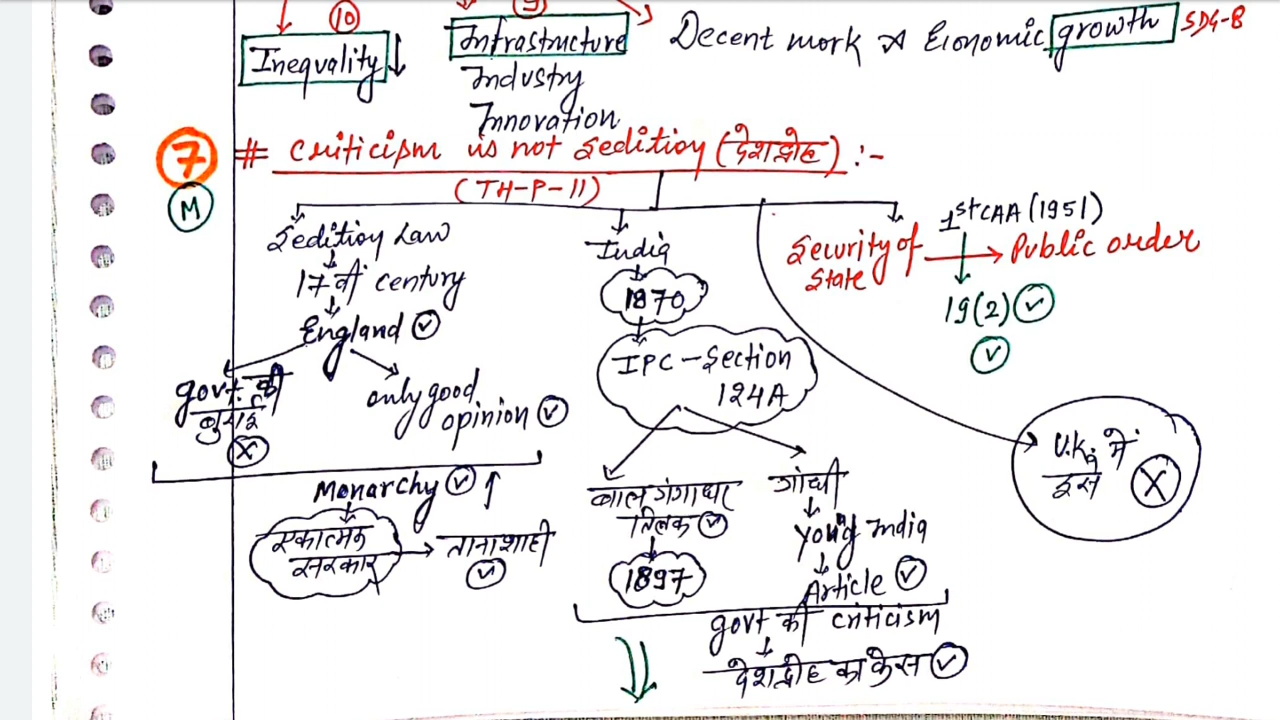 10
9
Inequality ↓
Infrastructure
Industry
Innovation
Decent work & Economic growth SDG-8
7
# Criticism is not Sedition (देशद्रोह) :-
M
(TH-P-11)
Sedition Law
17वीं century
England
govt. की
बुराई
X
only good
opinion
Monarchy ↑
एकात्मक
सरकार
तानाशाही
India
1870
IPC - Section
124A
बाल गंगाधर
तिलक
1897
गांधी
Young India
Article
govt की criticism
देशद्रोह का केस
Security of
State
1st CAA (1951)
Public order
19(2)
U.K. में
इसे
X